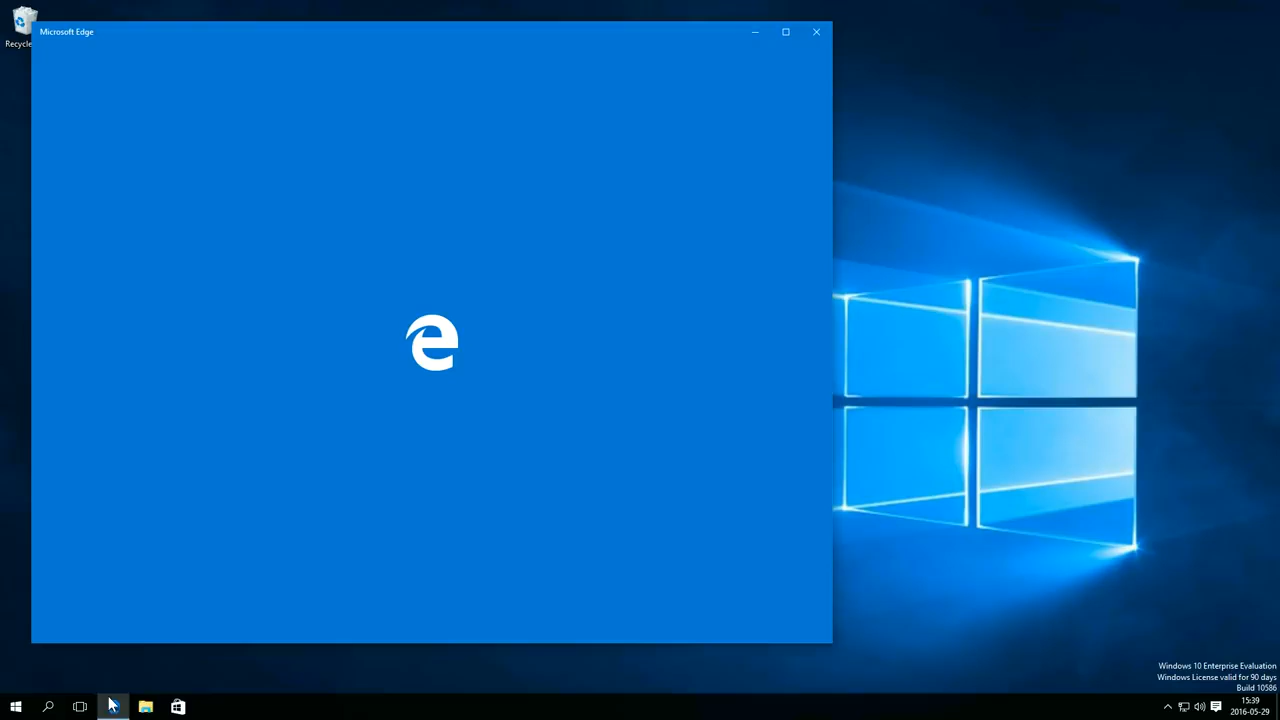 Microsoft Edge
Recycle
Windows 10 Enterprise Evaluation
Windows License valid for 90 days
Build 10586
15:39
2016-05-29